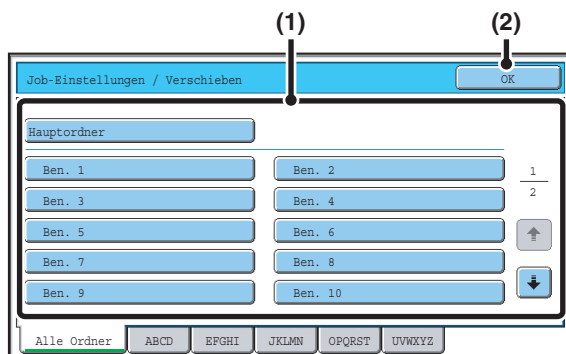 (1) (2)
Job-Einstellungen / Verschieben OK
Hauptordner
Ben. 1 Ben. 2 1
Ben. 3 Ben. 4 2
Ben. 5 Ben. 6
Ben. 7 Ben. 8
Ben. 9 Ben. 10
Alle Ordner ABCD EFGHI JKLMN OPQRST UVWXYZ